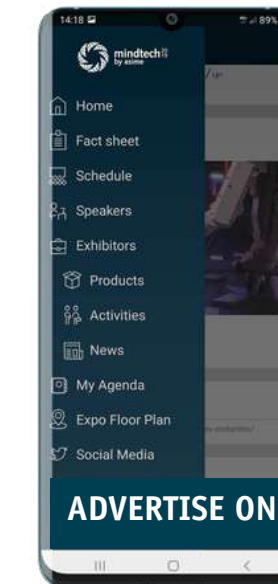 14:18 89%
mindtech
by asime
Home
Fact sheet
Schedule
Speakers
Exhibitors
Products
Activities
News
My Agenda
Expo Floor Plan
Social Media
ADVERTISE ON